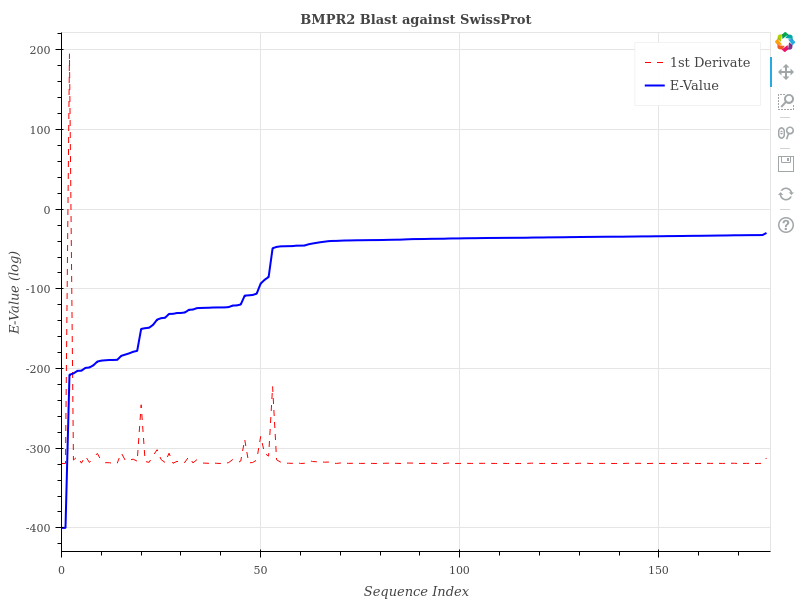 BMPR2 Blast against SwissProt
1st Derivate
E-Value
E-Value (log)
200
100
0
-100
-200
-300
-400
0
50
100
150
Sequence Index